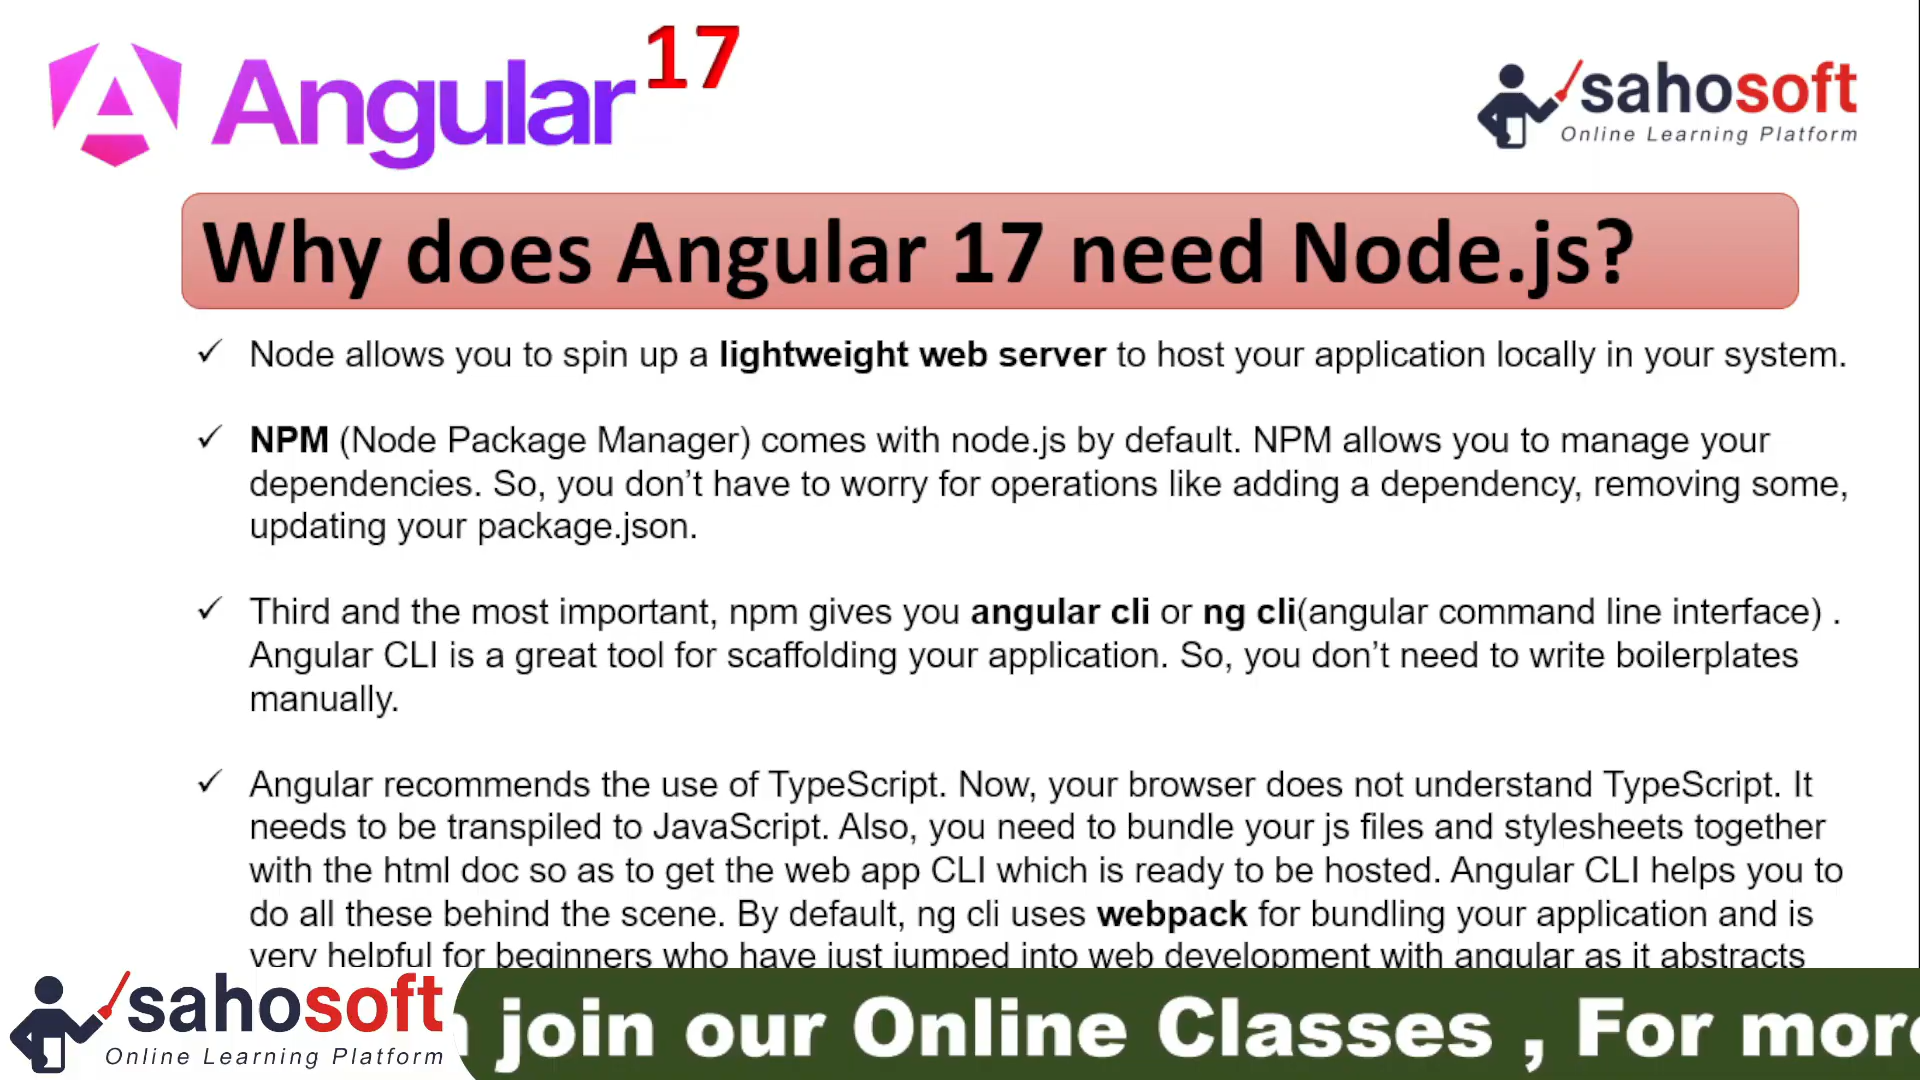 Angular 17
sahosoft
Online Learning Platform
Why does Angular 17 need Node.js?
✓ Node allows you to spin up a lightweight web server to host your application locally in your system.
✓ NPM (Node Package Manager) comes with node.js by default. NPM allows you to manage your
dependencies. So, you don’t have to worry for operations like adding a dependency, removing some,
updating your package.json.
✓ Third and the most important, npm gives you angular cli or ng cli(angular command line interface) .
Angular CLI is a great tool for scaffolding your application. So, you don’t need to write boilerplates
manually.
✓ Angular recommends the use of TypeScript. Now, your browser does not understand TypeScript. It
needs to be transpiled to JavaScript. Also, you need to bundle your js files and stylesheets together
with the html doc so as to get the web app CLI which is ready to be hosted. Angular CLI helps you to
do all these behind the scene. By default, ng cli uses webpack for bundling your application and is
very helpful for beginners who have just jumped into web development with angular as it abstracts
sahosoft
Online Learning Platform
join our Online Classes , For more